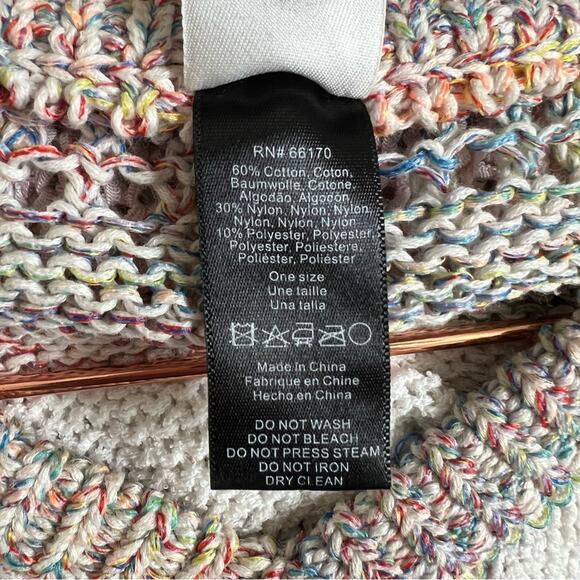 RN# 66170
60% Cotton, Coton,
Baumwolle, Cotone,
Algodão, Algodon,
30% Nylon, Nylon, Nylon,
Nylon, Nylon, Nylon,
10% Polyester, Polyester,
Polyester, Poliestere,
Poliéster, Poliéster
One size
Une taille
Una talla
Made in China
Fabrique en Chine
Hecho en China
DO NOT WASH
DO NOT BLEACH
DO NOT PRESS STEAM
DO NOT IRON
DRY CLEAN